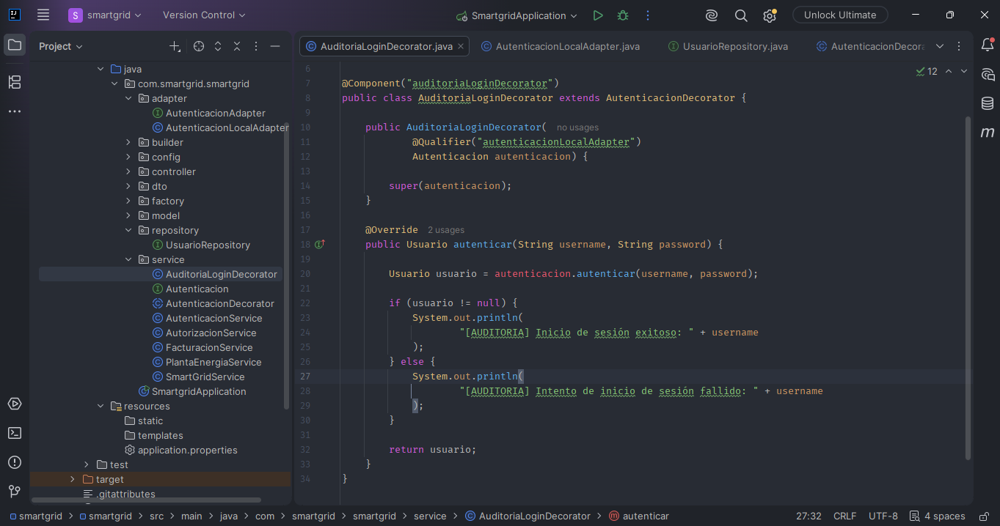 S smartgrid Version Control SmartgridApplication Unlock Ultimate
Project
java
com.smartgrid.smartgrid
adapter
AutenticacionAdapter
AutenticacionLocalAdapter
builder
config
controller
dto
factory
model
repository
UsuarioRepository
service
AuditoriaLoginDecorator
Autenticacion
AutenticacionDecorator
AutenticacionService
AutorizacionService
FacturacionService
PlantaEnergiaService
SmartGridService
SmartgridApplication
resources
static
templates
application.properties
test
target
.gitattributes
AuditoriaLoginDecorator.java AutenticacionLocalAdapter.java UsuarioRepository.java AutenticacionDecora
12
6
7 @Component("auditoriaLoginDecorator")
8 public class AuditoriaLoginDecorator extends AutenticacionDecorator {
9
10 public AuditoriaLoginDecorator( no usages
11 @Qualifier("autenticacionLocalAdapter")
12 Autenticacion autenticacion) {
13
14 super(autenticacion);
15 }
16
17 @Override 2 usages
18 public Usuario autenticar(String username, String password) {
19
20 Usuario usuario = autenticacion.autenticar(username, password);
21
22 if (usuario != null) {
23 System.out.println(
24 "[AUDITORIA] Inicio de sesión exitoso: " + username
25 );
26 } else {
27 System.out.println(
28 "[AUDITORIA] Intento de inicio de sesión fallido: " + username
29 );
30 }
31
32 return usuario;
33 }
34 }
smartgrid > smartgrid > src > main > java > com > smartgrid > smartgrid > service > AuditoriaLoginDecorator > autenticar 27:32 CRLF UTF-8 4 spaces